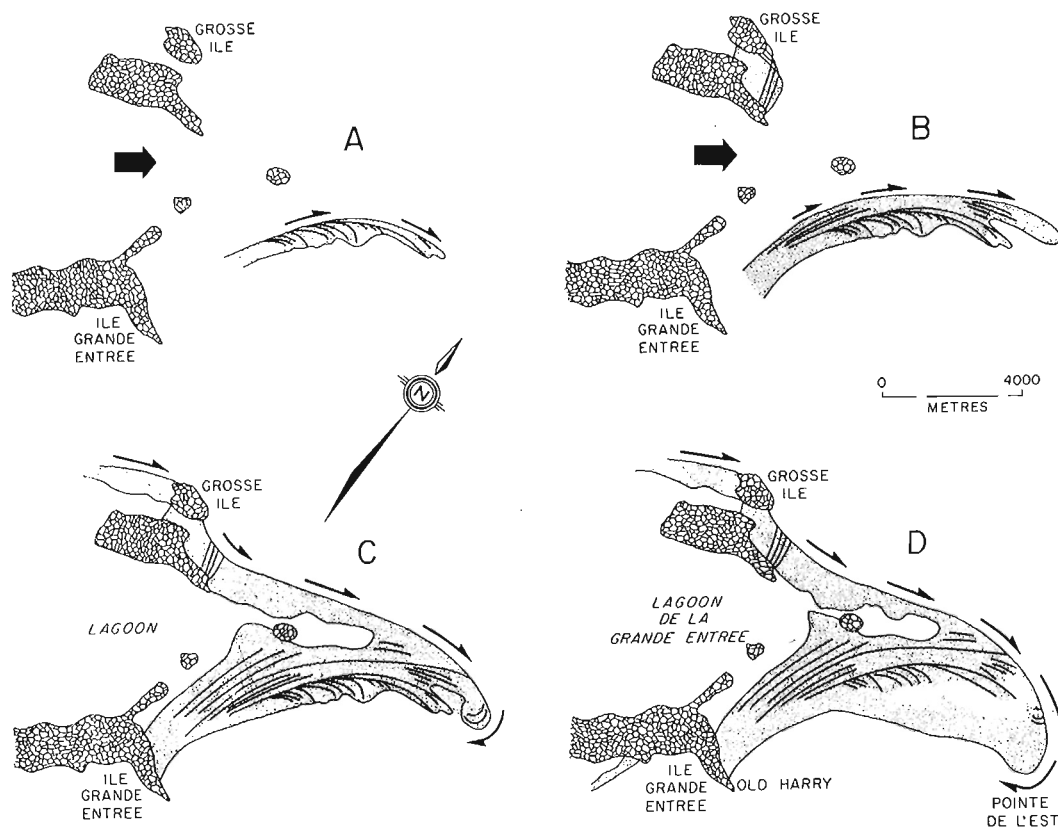 GROSSE
ILE
A
ILE
GRANDE
ENTREE
GROSSE
ILE
B
ILE
GRANDE
ENTREE
N
0 4000
METRES
GROSSE
ILE
C
LAGOON
ILE
GRANDE
ENTREE
GROSSE
ILE
D
LAGOON
DE LA
GRANDE ENTREE
ILE
GRANDE
ENTREE
OLD HARRY
POINTE
DE L'EST